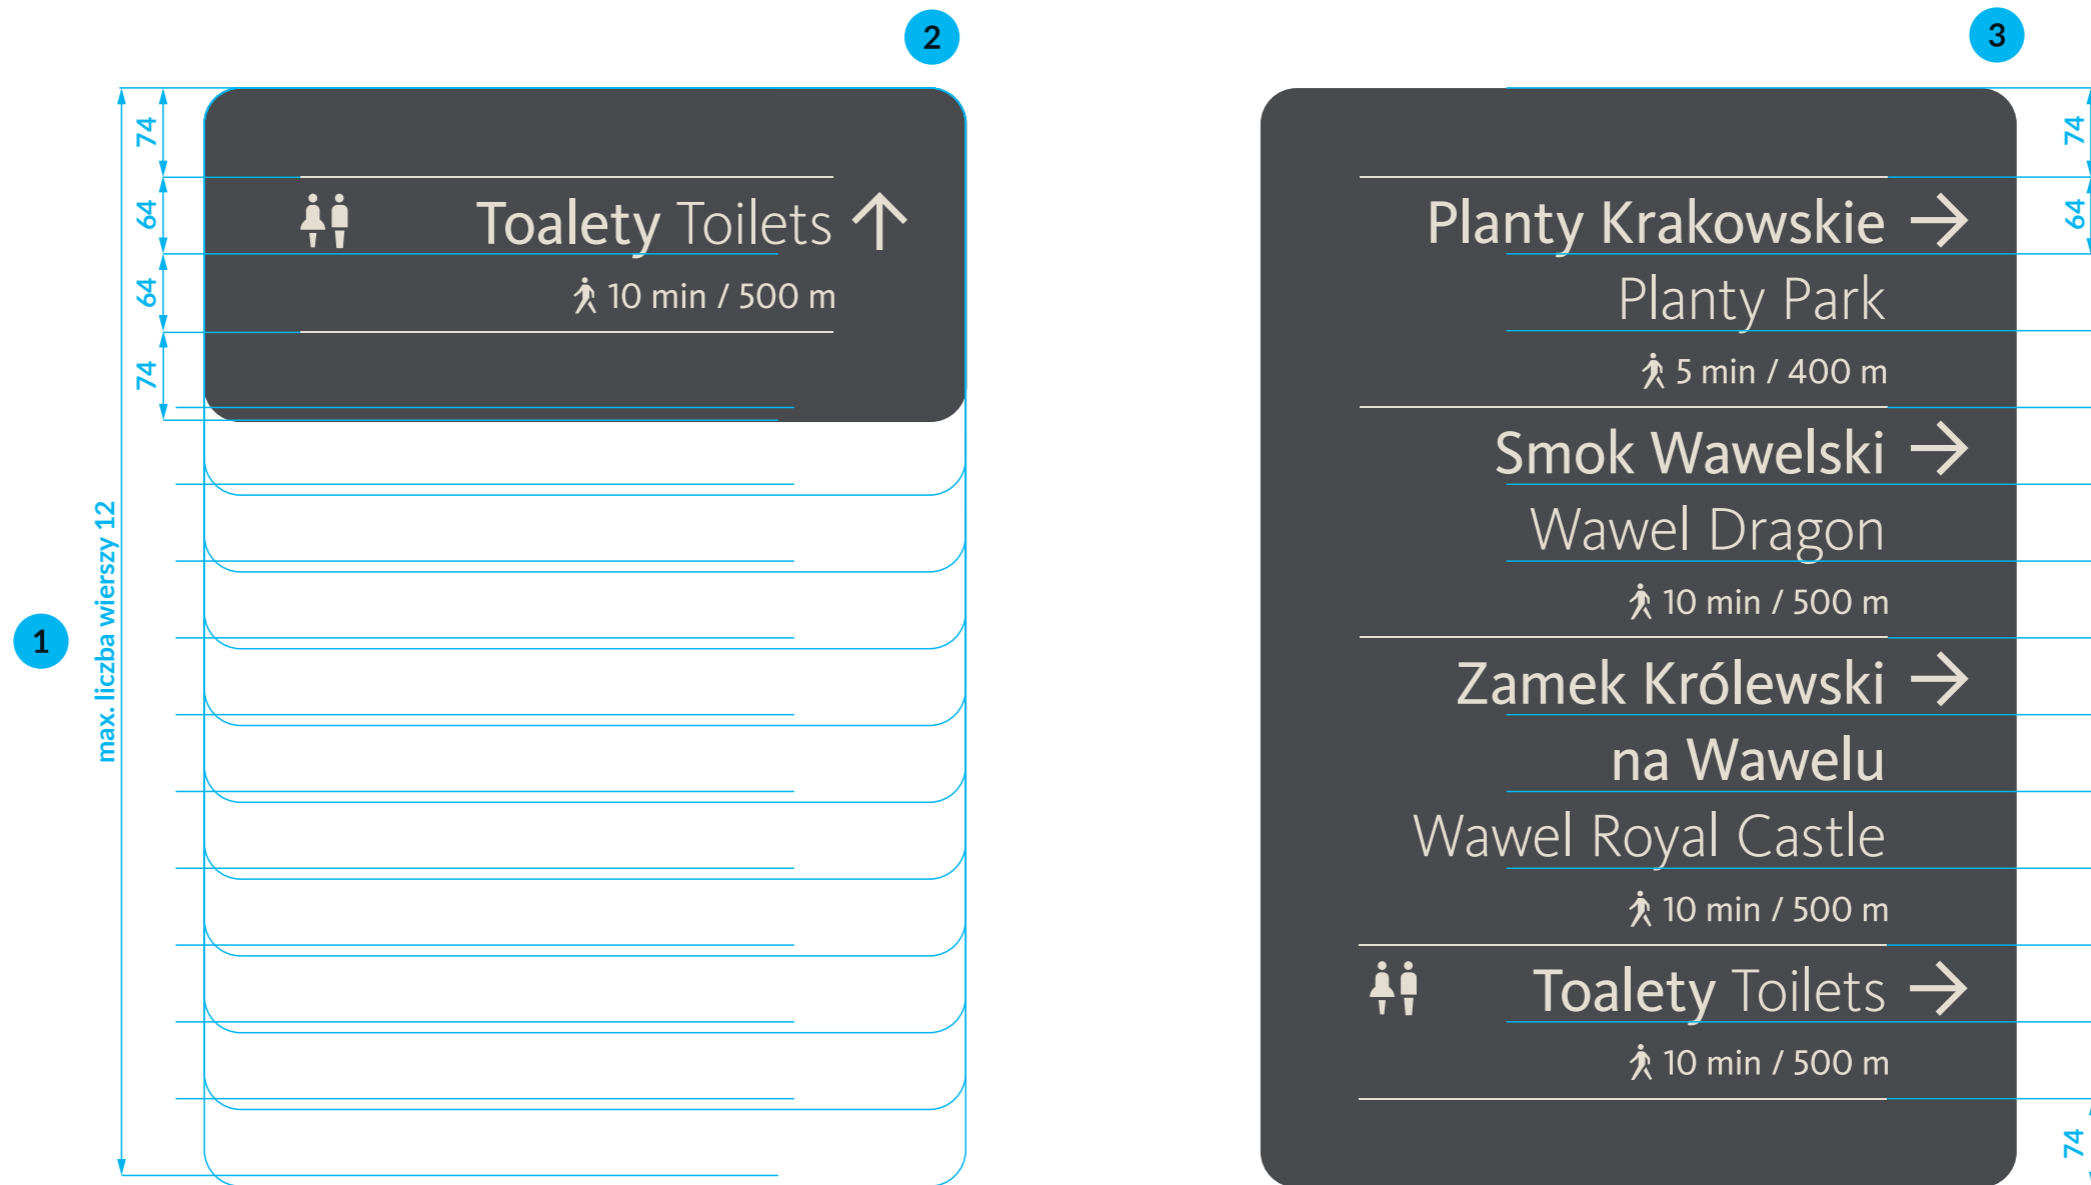 2
3
74
64
64
74
max. liczba wierszy 12
1
Toalety Toilets
10 min / 500 m
74
64
Planty Krakowskie
Planty Park
5 min / 400 m
Smok Wawelski
Wawel Dragon
10 min / 500 m
Zamek Królewski
na Wawelu
Wawel Royal Castle
10 min / 500 m
Toalety Toilets
10 min / 500 m
74